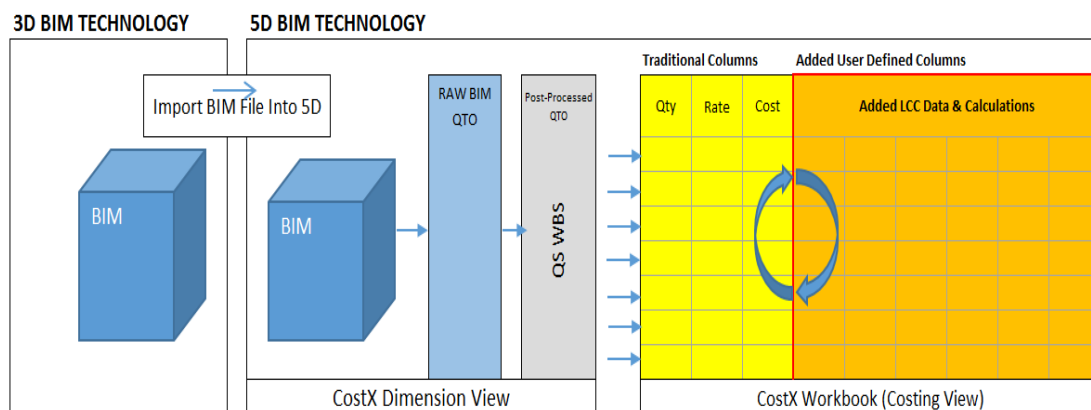 3D BIM TECHNOLOGY
5D BIM TECHNOLOGY
Import BIM File Into 5D
BIM
BIM
RAW BIM
QTO
Post-Processed
QTO
QS WBS
Traditional Columns
Added User Defined Columns
Qty
Rate
Cost
Added LCC Data & Calculations
CostX Dimension View
CostX Workbook (Costing View)